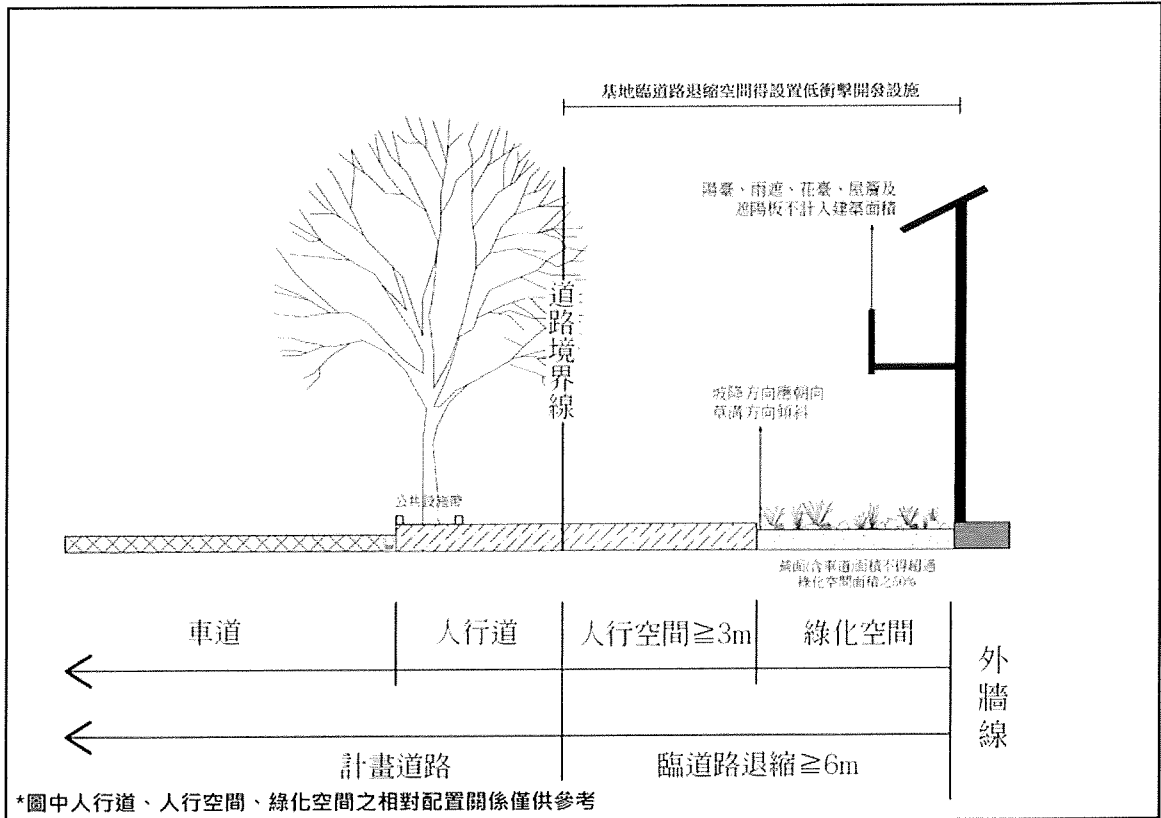 基地臨道路退縮空間得設置低衝擊開發設施
陽臺、雨遮、花臺、屋簷及
遮陽板不計入建築面積
道路境界線
坡降方向應朝向
草溝方向傾斜
公共設施帶
鋪面(含車道)面積不得超過
綠化空間面積之50%
車道
人行道
人行空間≧3m
綠化空間
外牆線
計畫道路
臨道路退縮≧6m
*圖中人行道、人行空間、綠化空間之相對配置關係僅供參考